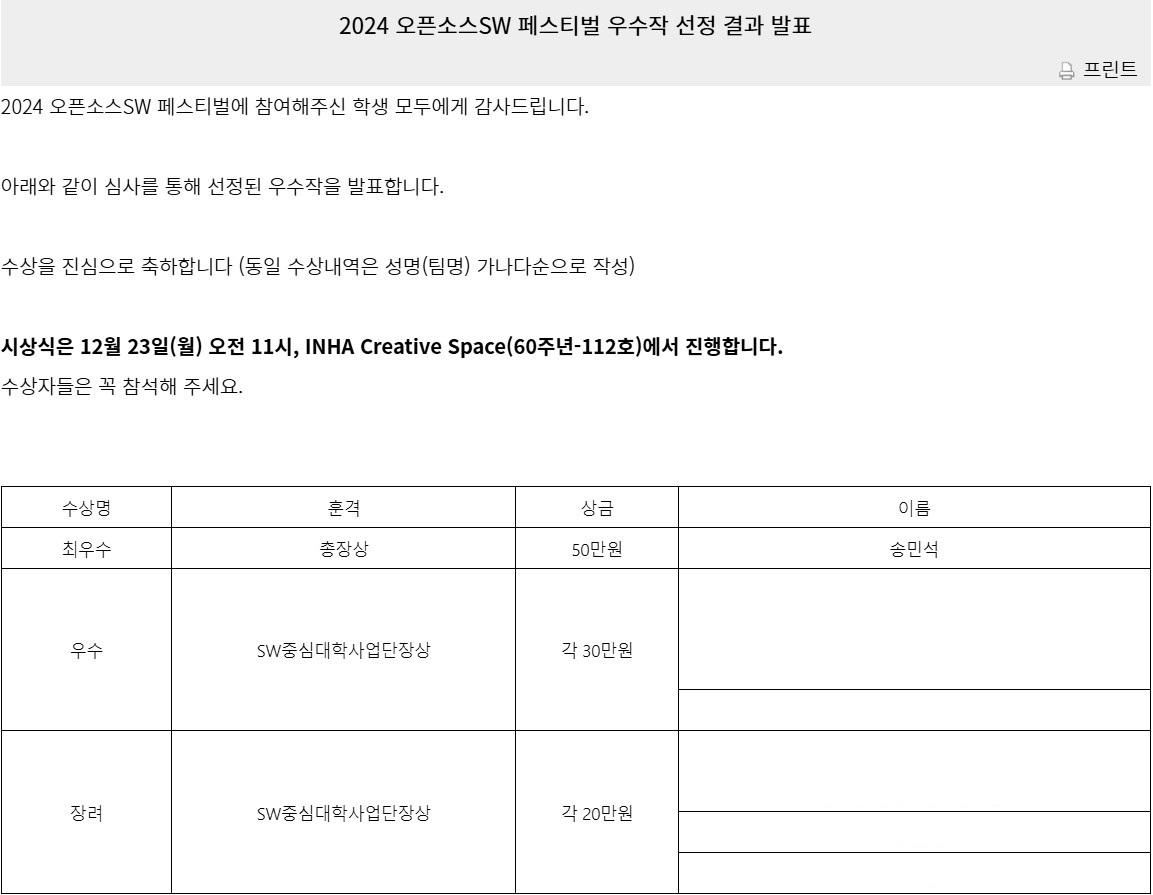 2024 오픈소스SW 페스티벌 우수작 선정 결과 발표
프린트
2024 오픈소스SW 페스티벌에 참여해주신 학생 모두에게 감사드립니다.
아래와 같이 심사를 통해 선정된 우수작을 발표합니다.
수상을 진심으로 축하합니다 (동일 수상내역은 성명(팀명) 가나다순으로 작성)
시상식은 12월 23일(월) 오전 11시, INHA Creative Space(60주년-112호)에서 진행합니다.
수상자들은 꼭 참석해 주세요.
수상명 훈격 상금 이름
최우수 총장상 50만원 송민석
우수 SW중심대학사업단장상 각 30만원
장려 SW중심대학사업단장상 각 20만원